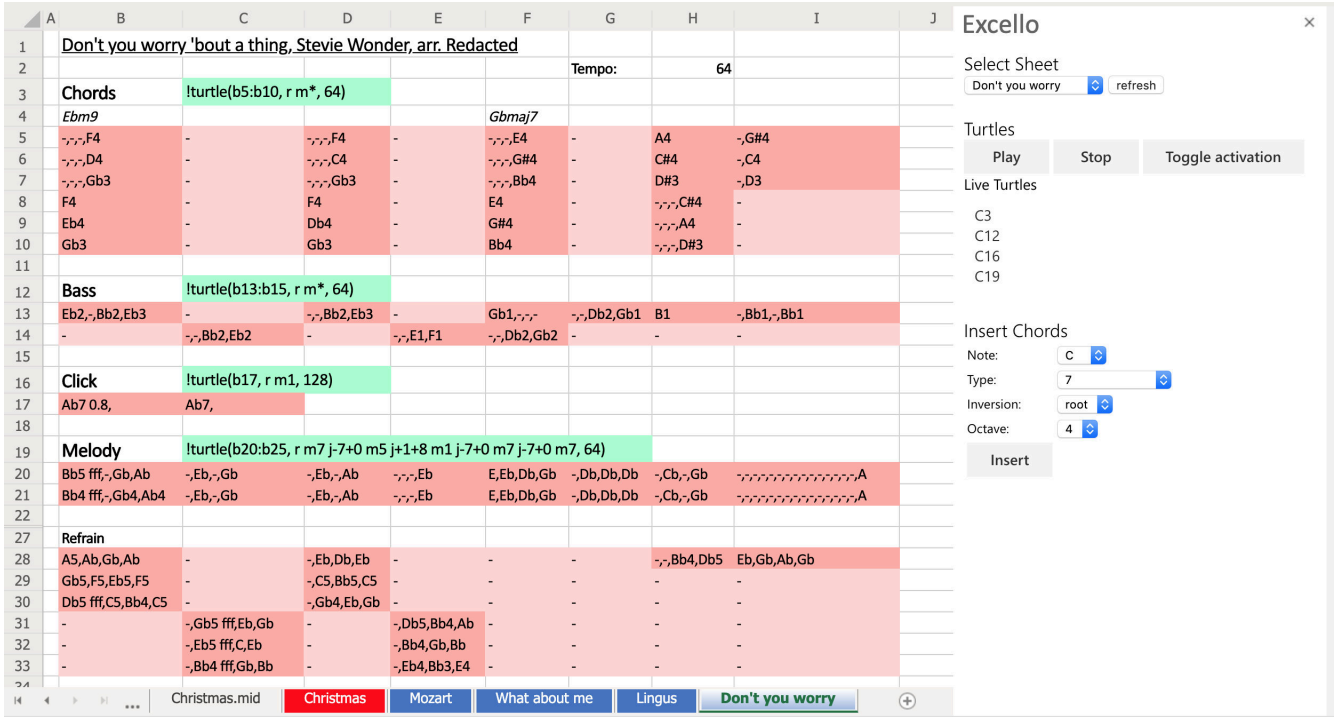 A B C D E F G H I J
1 Don't you worry 'bout a thing, Stevie Wonder, arr. Redacted
2 Tempo: 64
3 Chords !turtle(b5:b10, r m*, 64)
4 Ebm9 Gbmaj7
5 -,-,-,F4 - -,-,-,F4 - -,-,-,E4 - A4 -,G#4
6 -,-,-,D4 - -,-,-,C4 - -,-,-,G#4 - C#4 -,C4
7 -,-,-,Gb3 - -,-,-,Gb3 - -,-,-,Bb4 - D#3 -,D3
8 F4 - F4 - E4 - -,-,-,C#4 -
9 Eb4 - Db4 - G#4 - -,-,-,A4 -
10 Gb3 - Gb3 - Bb4 - -,-,-,D#3 -
11
12 Bass !turtle(b13:b15, r m*, 64)
13 Eb2,-,Bb2,Eb3 - -,-,Bb2,Eb3 - Gb1,-,-,- -,-,Db2,Gb1 B1 -,Bb1,-,Bb1
14 - -,-,Bb2,Eb2 - -,-,E1,F1 -,-,Db2,Gb2 - - -
15
16 Click !turtle(b17, r m1, 128)
17 Ab7 0.8, Ab7,
18
19 Melody !turtle(b20:b25, r m7 j-7+0 m5 j+1+8 m1 j-7+0 m7 j-7+0 m7, 64)
20 Bb5 fff,-,Gb,Ab -,Eb,-,Gb -,Eb,-,Ab -,-,-,Eb E,Eb,Db,Gb -,Db,Db,Db -,Cb,-,Gb -,-,-,-,-,-,-,-,-,-,-,-,-,-,-,A
21 Bb4 fff,-,Gb4,Ab4 -,Eb,-,Gb -,Eb,-,Ab -,-,-,Eb E,Eb,Db,Gb -,Db,Db,Db -,Cb,-,Gb -,-,-,-,-,-,-,-,-,-,-,-,-,-,-,A
22
27 Refrain
28 A5,Ab,Gb,Ab - -,Eb,Db,Eb - - - -,-,Bb4,Db5 Eb,Gb,Ab,Gb
29 Gb5,F5,Eb5,F5 - -,C5,Bb5,C5 - - - - -
30 Db5 fff,C5,Bb4,C5 - -,Gb4,Eb,Gb - - - - -
31 - -,Gb5 fff,Eb,Gb - -,Db5,Bb4,Ab - - - -
32 - -,Eb5 fff,C,Eb - -,Bb4,Gb,Bb - - - -
33 - -,Bb4 fff,Gb,Bb - -,Eb4,Bb3,E4 - - - -
34
... Christmas.mid Christmas Mozart What about me Lingus Don't you worry
Excello
Select Sheet
Don't you worry refresh
Turtles
Play Stop Toggle activation
Live Turtles
C3
C12
C16
C19
Insert Chords
Note: C
Type: 7
Inversion: root
Octave: 4
Insert